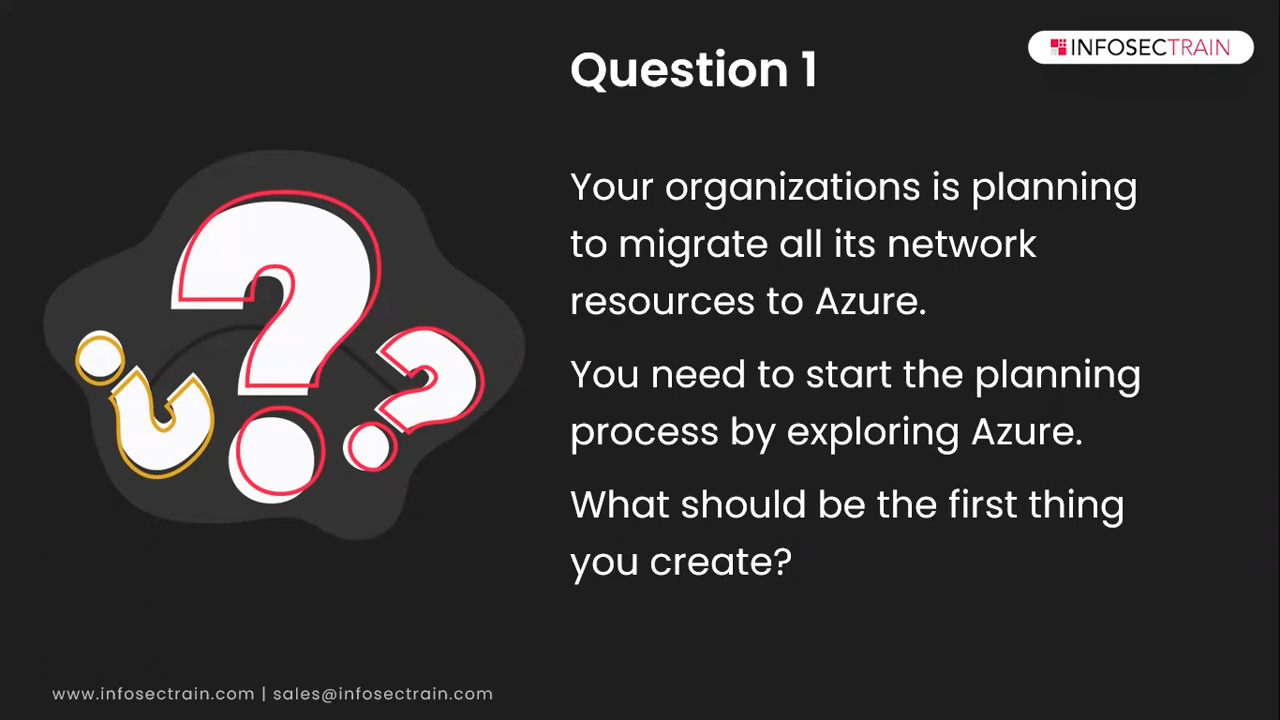 INFOSECTRAIN
Question 1
Your organizations is planning
to migrate all its network
resources to Azure.
You need to start the planning
process by exploring Azure.
What should be the first thing
you create?
www.infosectrain.com | sales@infosectrain.com